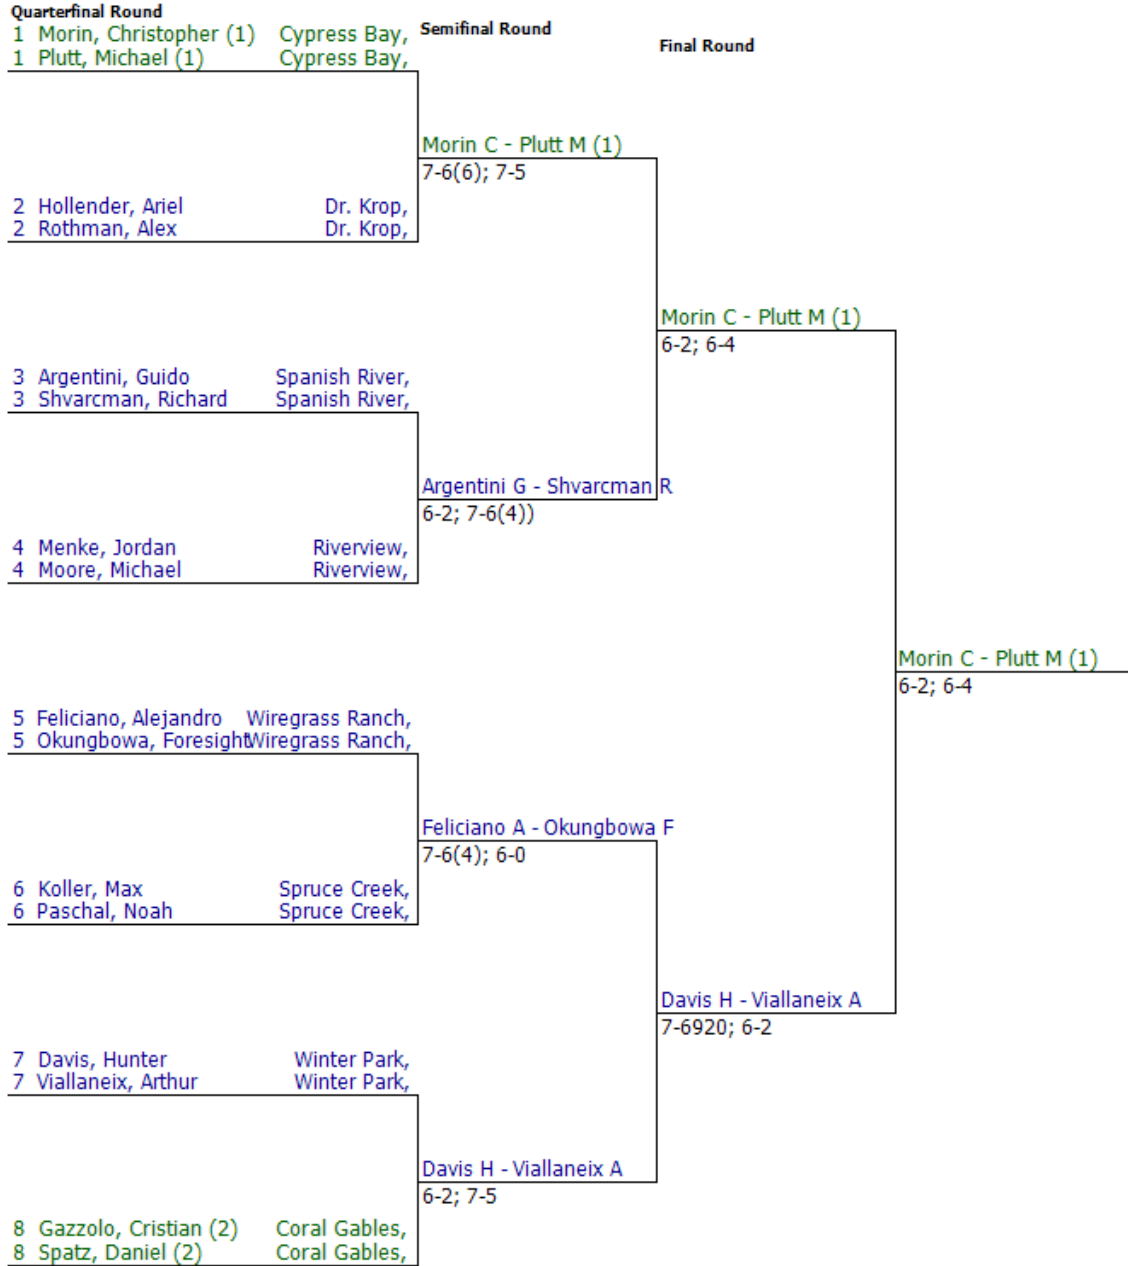 Quarterfinal Round
Semifinal Round
Final Round
1 Morin, Christopher (1) Cypress Bay,
1 Plutt, Michael (1) Cypress Bay,
Morin C - Plutt M (1)
7-6(6); 7-5
2 Hollender, Ariel Dr. Krop,
2 Rothman, Alex Dr. Krop,
Morin C - Plutt M (1)
6-2; 6-4
3 Argentini, Guido Spanish River,
3 Shvarcman, Richard Spanish River,
Argentini G - Shvarcman R
6-2; 7-6(4))
4 Menke, Jordan Riverview,
4 Moore, Michael Riverview,
Morin C - Plutt M (1)
6-2; 6-4
5 Feliciano, Alejandro Wiregrass Ranch,
5 Okungbowa, Foresight Wiregrass Ranch,
Feliciano A - Okungbowa F
7-6(4); 6-0
6 Koller, Max Spruce Creek,
6 Paschal, Noah Spruce Creek,
Davis H - Viallaneix A
7-6920; 6-2
7 Davis, Hunter Winter Park,
7 Viallaneix, Arthur Winter Park,
Davis H - Viallaneix A
6-2; 7-5
8 Gazzolo, Cristian (2) Coral Gables,
8 Spatz, Daniel (2) Coral Gables,